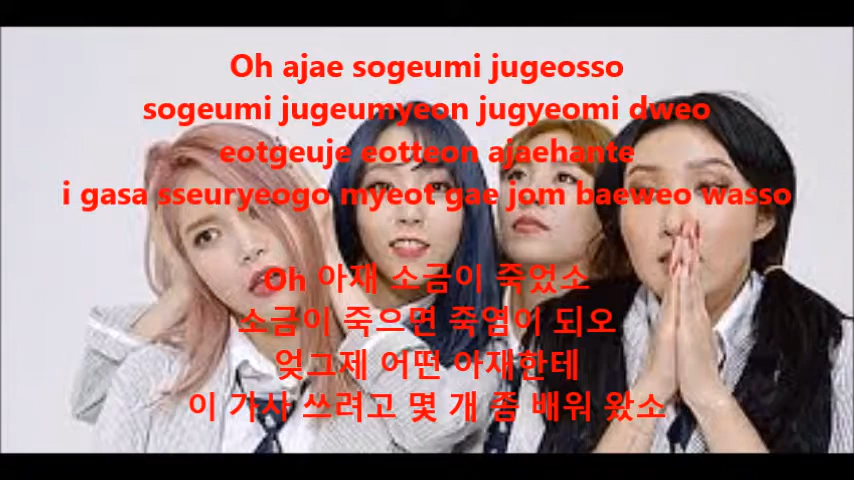 Oh ajae sogeumi jugeosso
sogeumi jugeumyeon jugyeomi dweo
eotgeuje eotteon ajaehante
i gasa sseuryeogo myeot gae jom baeweo wasso
Oh 아재 소금이 죽었소
소금이 죽으면 죽염이 되오
엊그제 어떤 아재한테
이 가사 쓰려고 몇 개 좀 배워 왔소